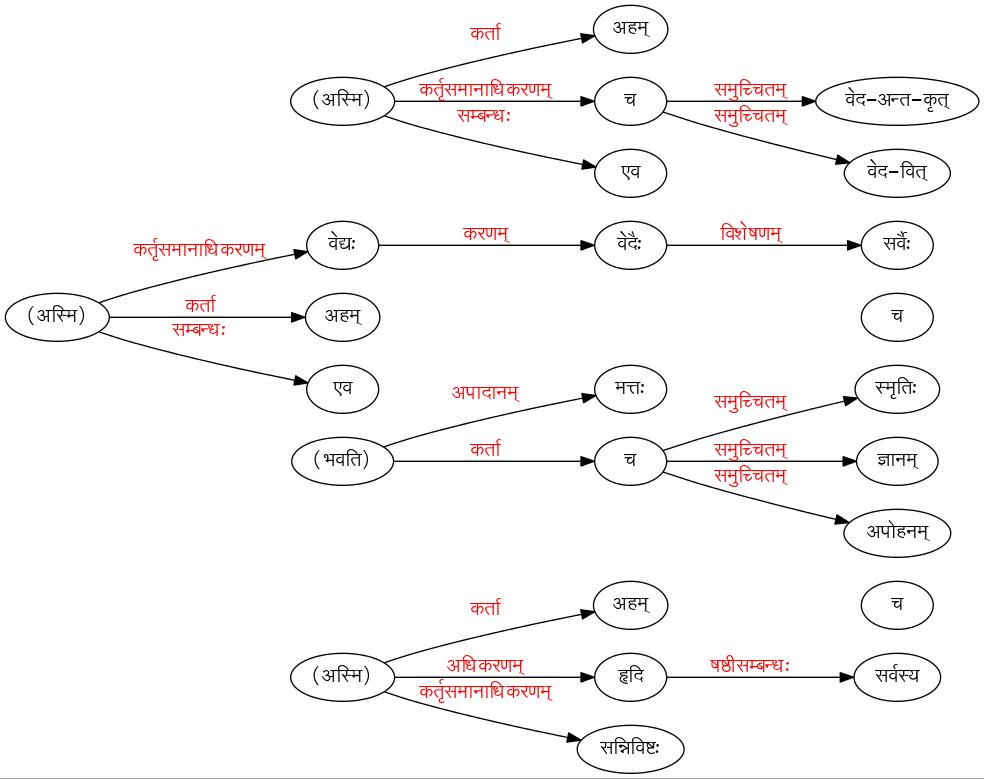 कर्ता
अहम्
(अस्मि)
कर्तृसमानाधिकरणम्
च
समुच्चितम्
वेद-अन्त-कृत्
सम्बन्धः
समुच्चितम्
एव
वेद-वित्
कर्तृसमानाधिकरणम्
वेद्यः
करणम्
वेदैः
विशेषणम्
सर्वैः
(अस्मि)
कर्ता
अहम्
च
सम्बन्धः
एव
अपादानम्
मत्तः
समुच्चितम्
स्मृतिः
(भवति)
कर्ता
च
समुच्चितम्
ज्ञानम्
समुच्चितम्
अपोहनम्
कर्ता
अहम्
च
(अस्मि)
अधिकरणम्
हृदि
षष्ठीसम्बन्धः
सर्वस्य
कर्तृसमानाधिकरणम्
सन्निविष्टः